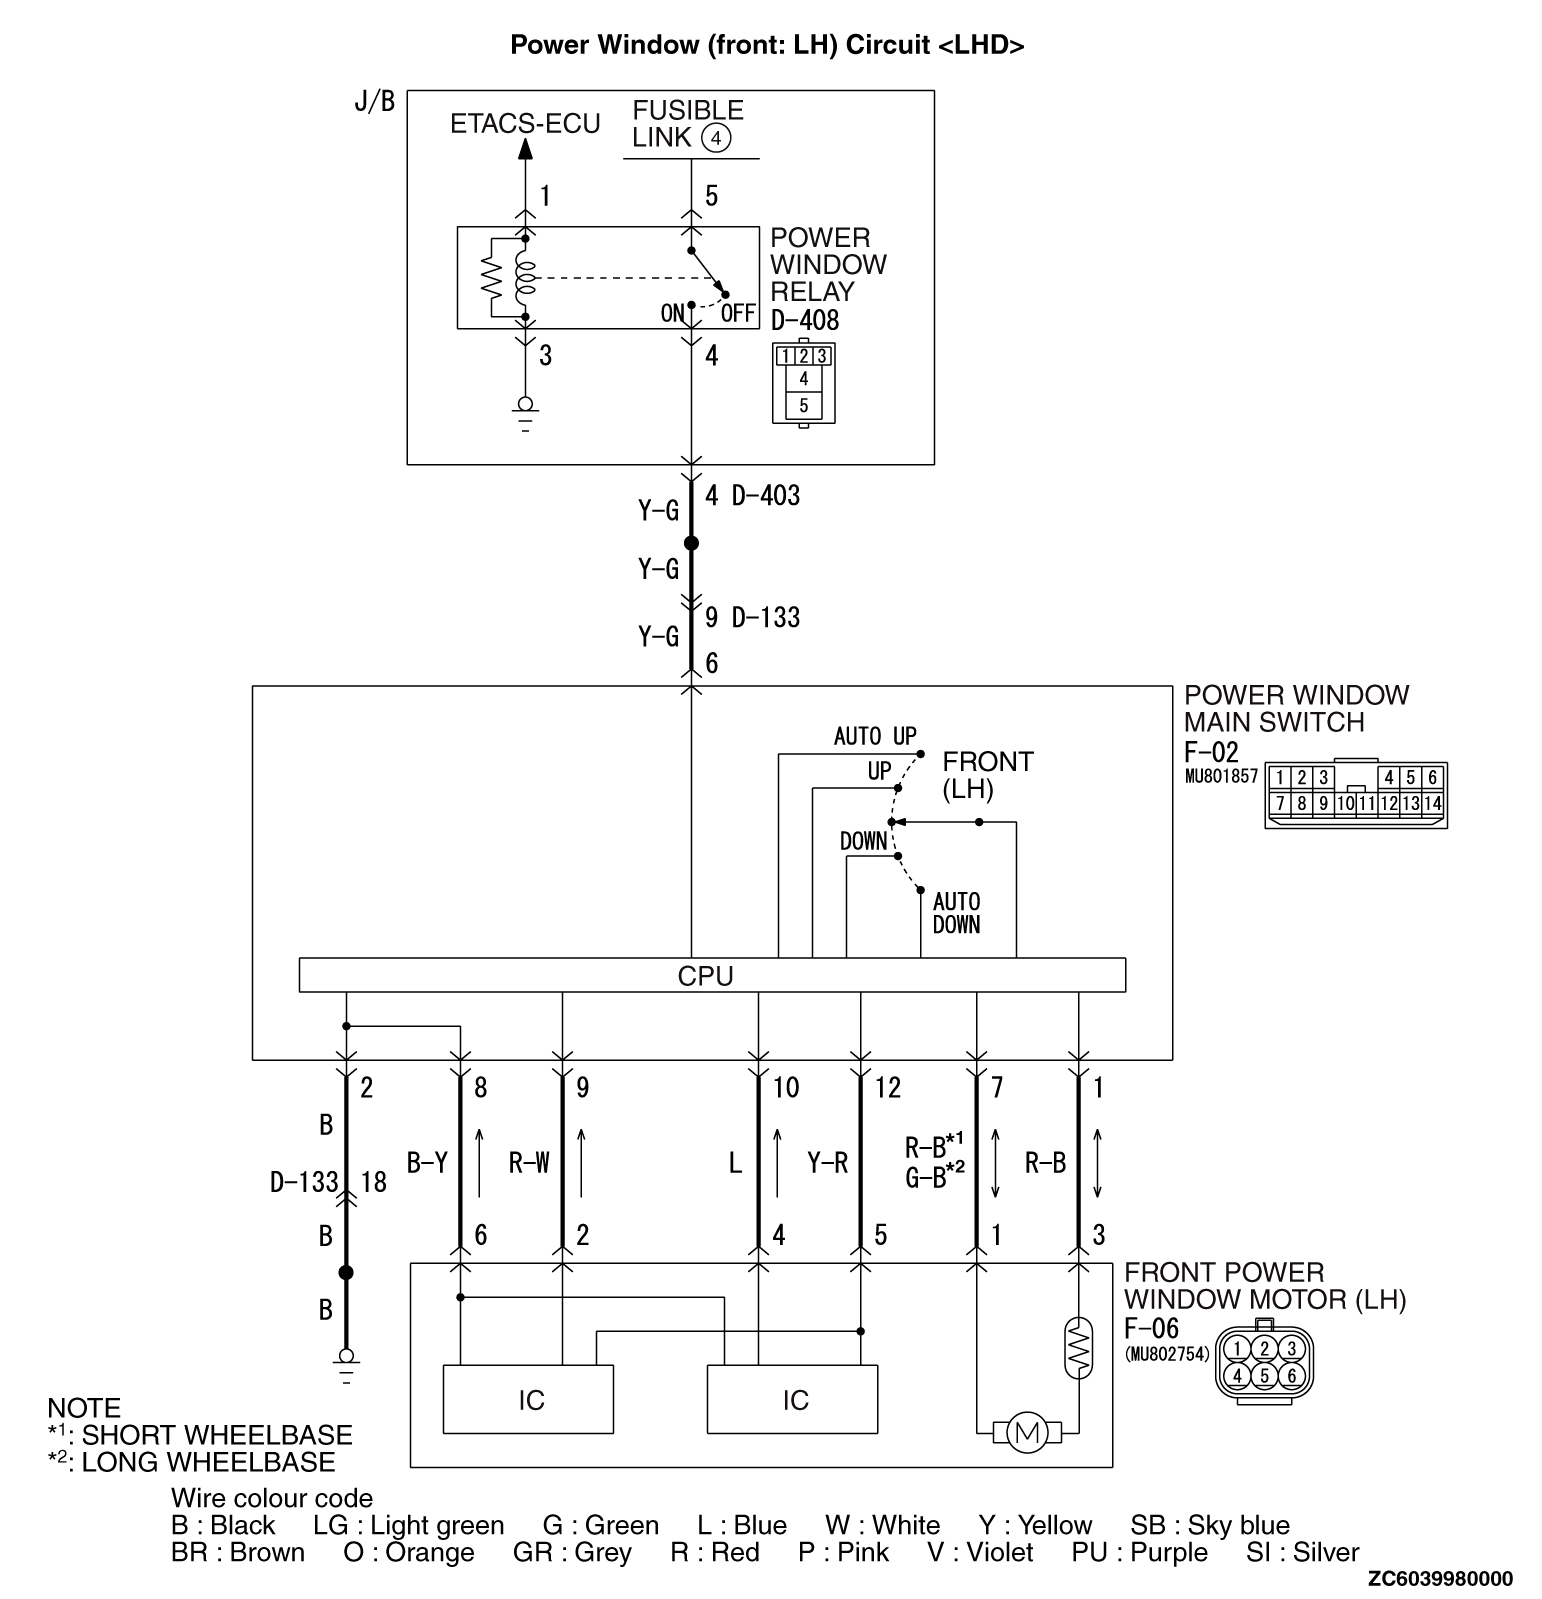 Power Window (front: LH) Circuit <LHD>
J/B
ETACS-ECU
FUSIBLE
LINK 4
1
5
POWER
WINDOW
RELAY
D-408
ON
OFF
3
4
1 2 3
4
5
4 D-403
Y-G
Y-G
9 D-133
Y-G
6
POWER WINDOW
MAIN SWITCH
F-02
MU801857
1 2 3 4 5 6
7 8 9 10 11 12 13 14
AUTO UP
UP
FRONT
(LH)
DOWN
AUTO
DOWN
CPU
2 8 9 10 12 7 1
B
B-Y
R-W
L
Y-R
R-B*1
G-B*2
R-B
D-133 18
B
6 2 4 5 1 3
B
FRONT POWER
WINDOW MOTOR (LH)
F-06
(MU802754)
1 2 3
4 5 6
IC
IC
M
NOTE
*1: SHORT WHEELBASE
*2: LONG WHEELBASE
Wire colour code
B : Black LG : Light green G : Green L : Blue W : White Y : Yellow SB : Sky blue
BR : Brown O : Orange GR : Grey R : Red P : Pink V : Violet PU : Purple SI : Silver
ZC6039980000